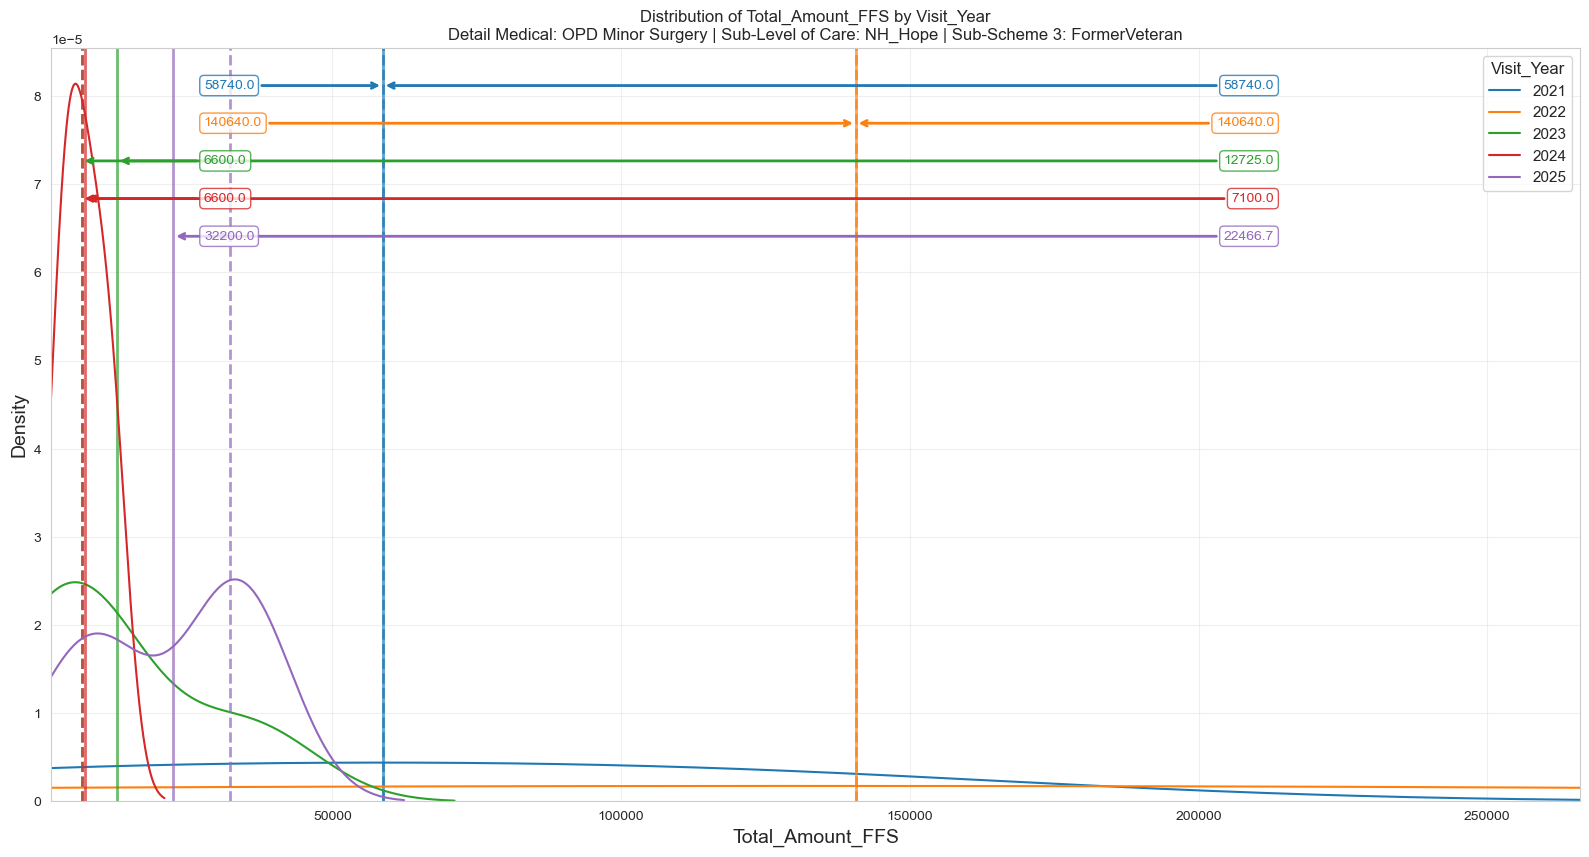 Distribution of Total_Amount_FFS by Visit_Year
Detail Medical: OPD Minor Surgery | Sub-Level of Care: NH_Hope | Sub-Scheme 3: FormerVeteran
1e−5
Visit_Year
2021
2022
2023
2024
2025
58740.0 58740.0
140640.0 140640.0
6600.0 12725.0
6600.0 7100.0
32200.0 22466.7
8
7
6
5
4
3
2
1
0
Density
50000 100000 150000 200000 250000
Total_Amount_FFS